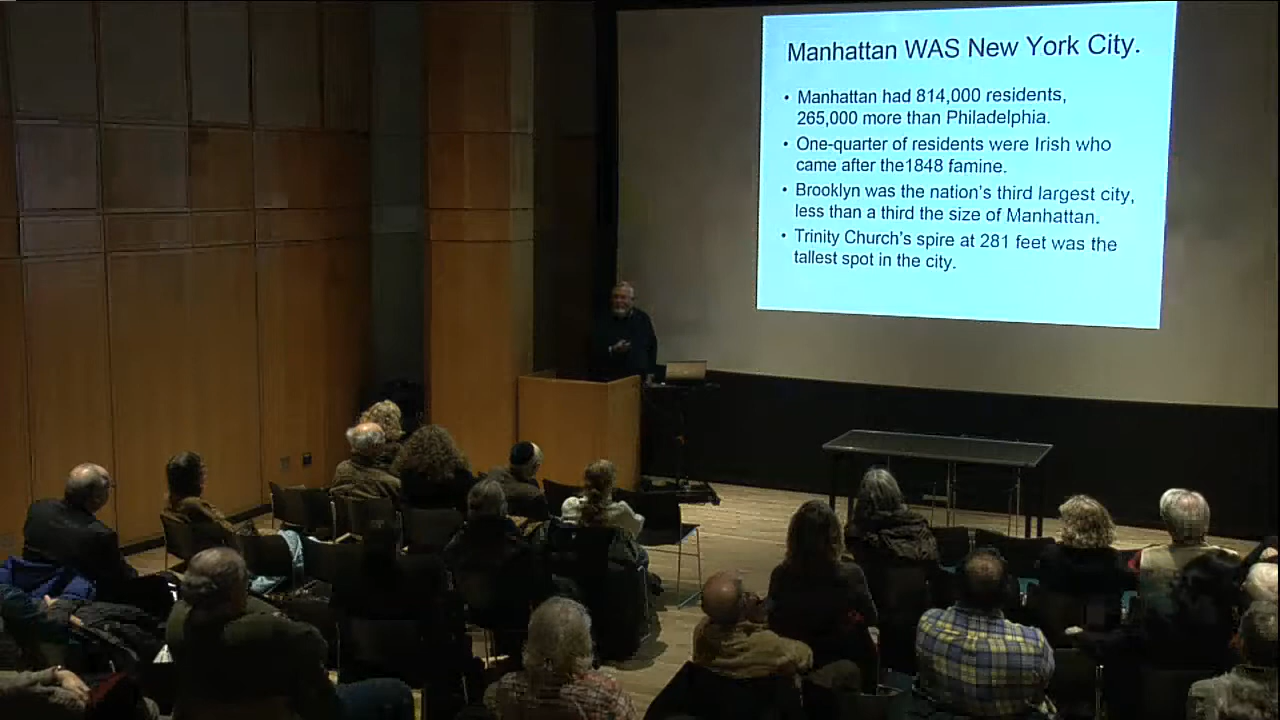 Manhattan WAS New York City.
• Manhattan had 814,000 residents,
265,000 more than Philadelphia.
• One-quarter of residents were Irish who
came after the1848 famine.
• Brooklyn was the nation's third largest city,
less than a third the size of Manhattan.
• Trinity Church's spire at 281 feet was the
tallest spot in the city.